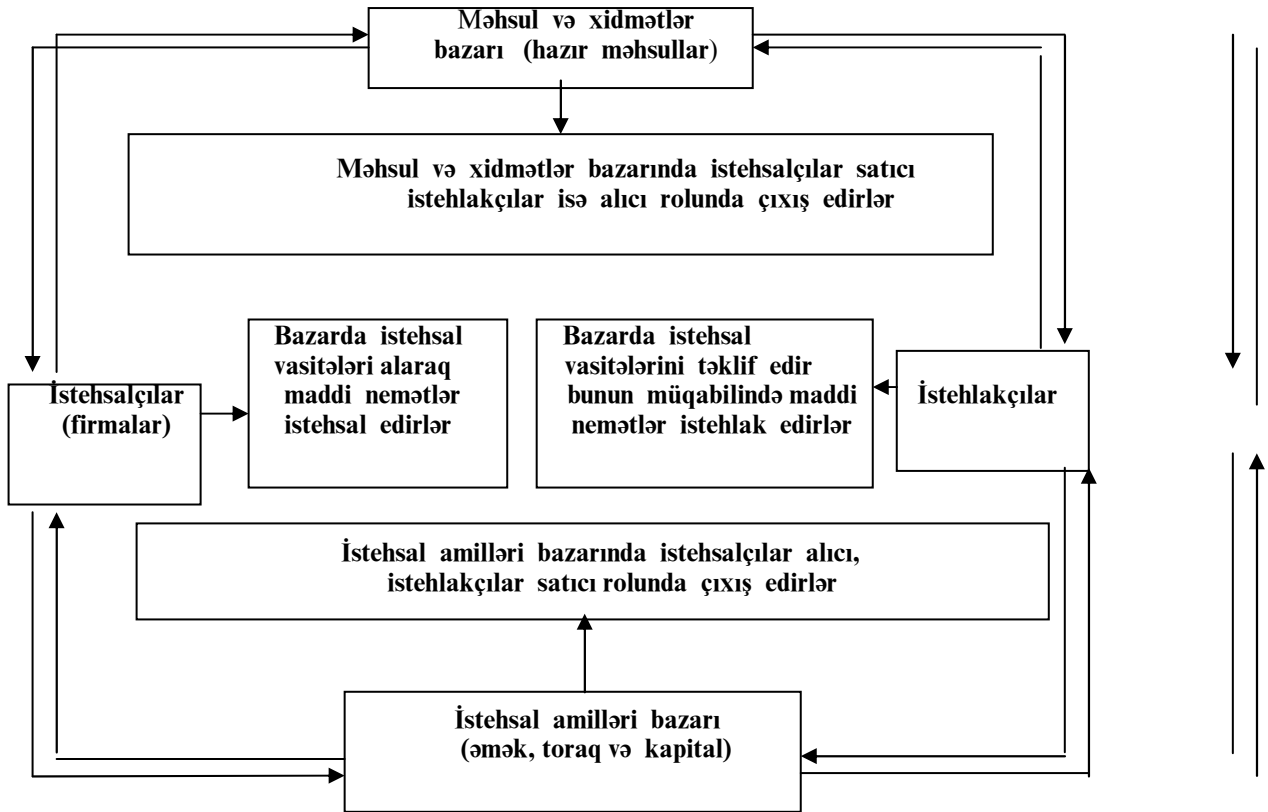 Məhsul və xidmətlər
bazarı (hazır məhsullar)
Məhsul və xidmətlər bazarında istehsalçılar satıcı
istehlakçılar isə alıcı rolunda çıxış edirlər
Bazarda istehsal
vasitələri alaraq
maddi nemətlər
istehsal edirlər
Bazarda istehsal
vasitələrini təklif edir
bunun müqabilində maddi
nemətlər istehlak edirlər
İstehsalçılar
(firmalar)
İstehlakçılar
İstehsal amilləri bazarında istehsalçılar alıcı,
istehlakçılar satıcı rolunda çıxış edirlər
İstehsal amilləri bazarı
(əmək, toraq və kapital)